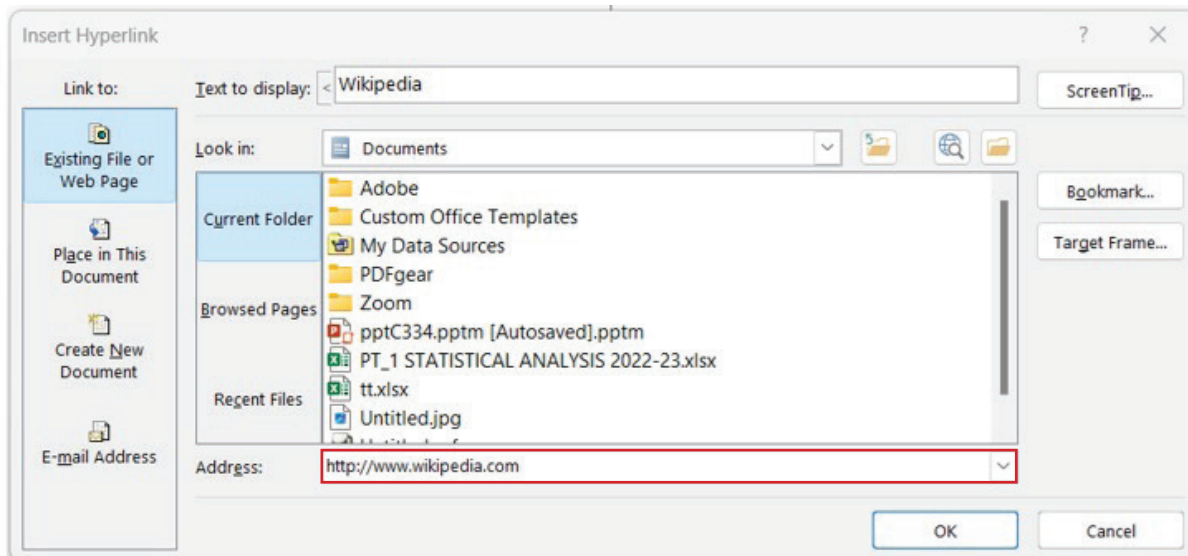 Insert Hyperlink ?
Link to:
Text to display: < Wikipedia
ScreenTip...
Existing File or
Web Page
Look in: Documents
Current Folder
Adobe
Custom Office Templates
My Data Sources
PDFgear
Zoom
pptC334.pptm [Autosaved].pptm
PT_1 STATISTICAL ANALYSIS 2022-23.xlsx
tt.xlsx
Untitled.jpg
Browsed Pages
Recent Files
Bookmark...
Target Frame...
Place in This
Document
Create New
Document
E-mail Address
Address: http://www.wikipedia.com
OK
Cancel